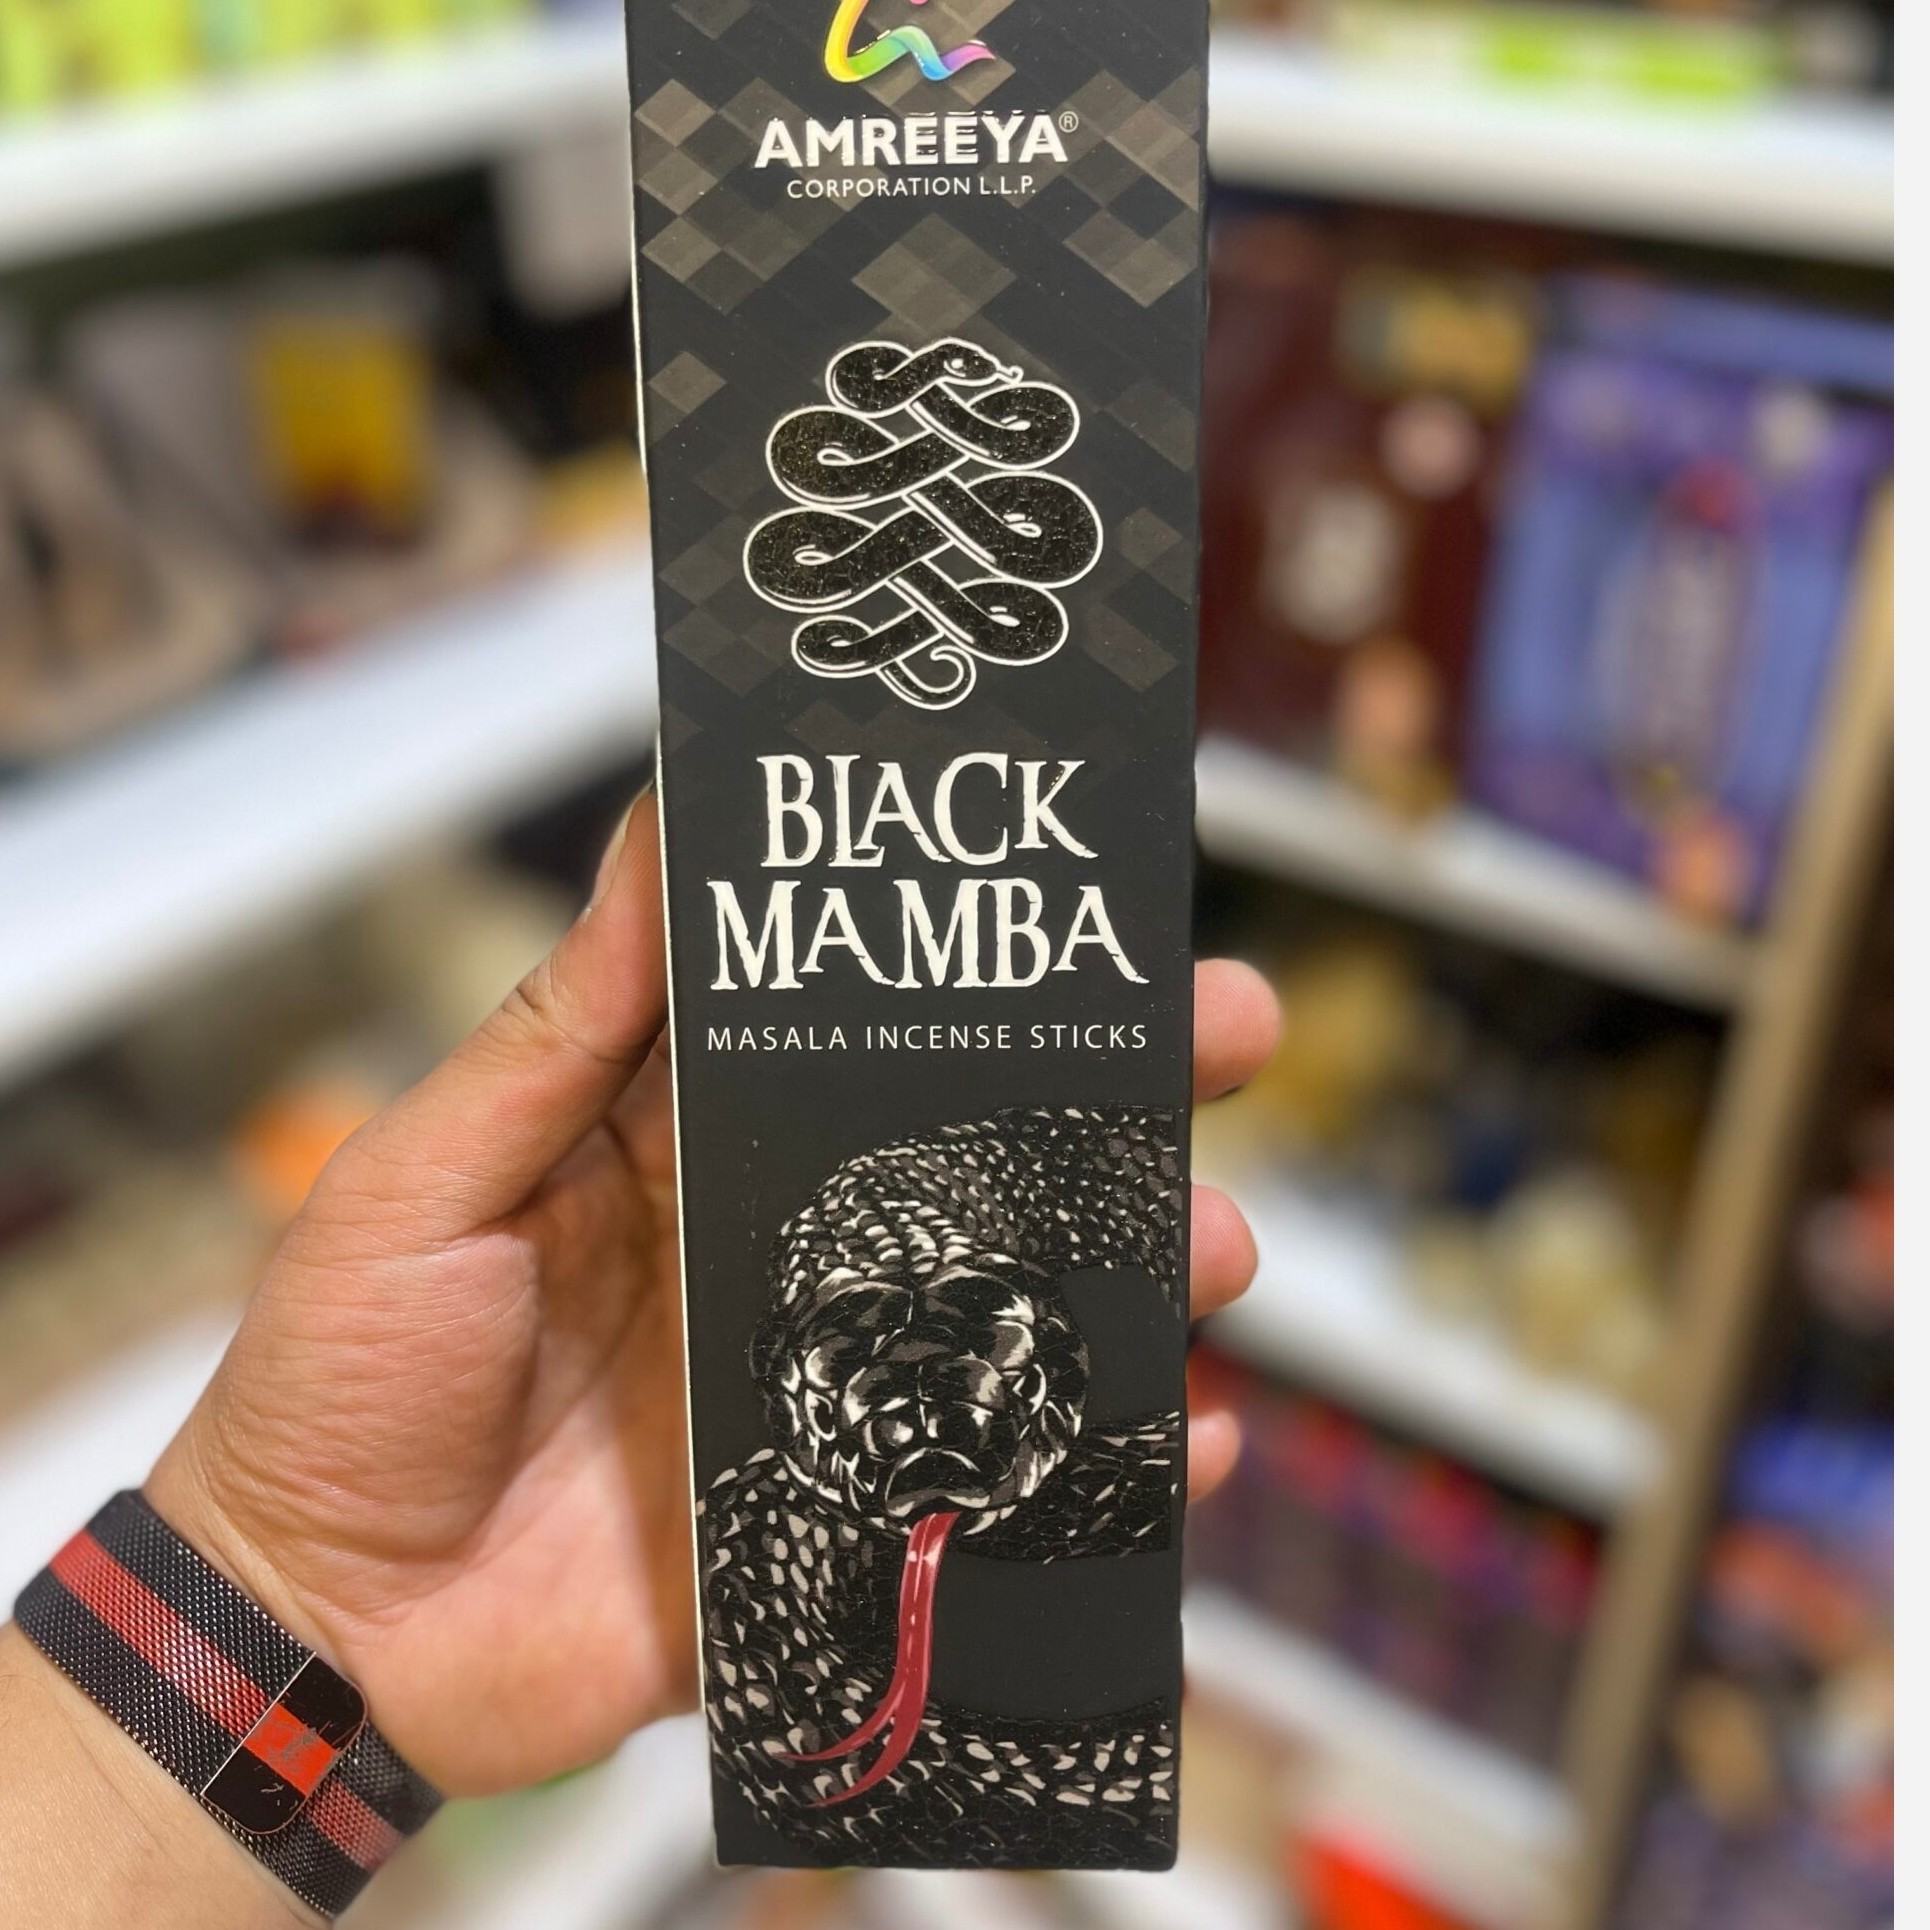 AMREEYA®
CORPORATION L.L.P.
BLACK
MAMBA
MASALA INCENSE STICKS